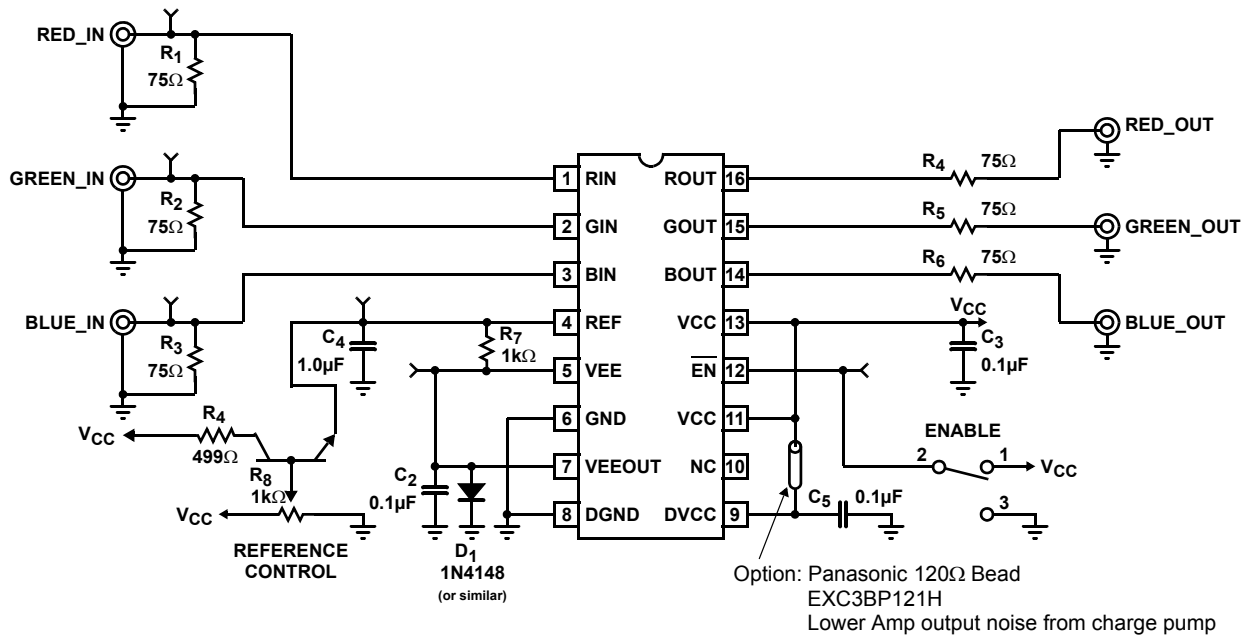 RED_IN
R1
75Ω
GREEN_IN
R2
75Ω
BLUE_IN
R3
75Ω
C4
1.0µF
R7
1kΩ
R4
VCC
499Ω
R8
1kΩ
VCC
REFERENCE
CONTROL
C2
0.1µF
D1
1N4148
(or similar)
1 RIN ROUT 16
2 GIN GOUT 15
3 BIN BOUT 14
4 REF VCC 13
5 VEE EN 12
6 GND VCC 11
7 VEEOUT NC 10
8 DGND DVCC 9
R4 75Ω
RED_OUT
R5 75Ω
GREEN_OUT
R6 75Ω
BLUE_OUT
VCC
C3
0.1µF
ENABLE
2 1 VCC
3
C5 0.1µF
Option: Panasonic 120Ω Bead
EXC3BP121H
Lower Amp output noise from charge pump